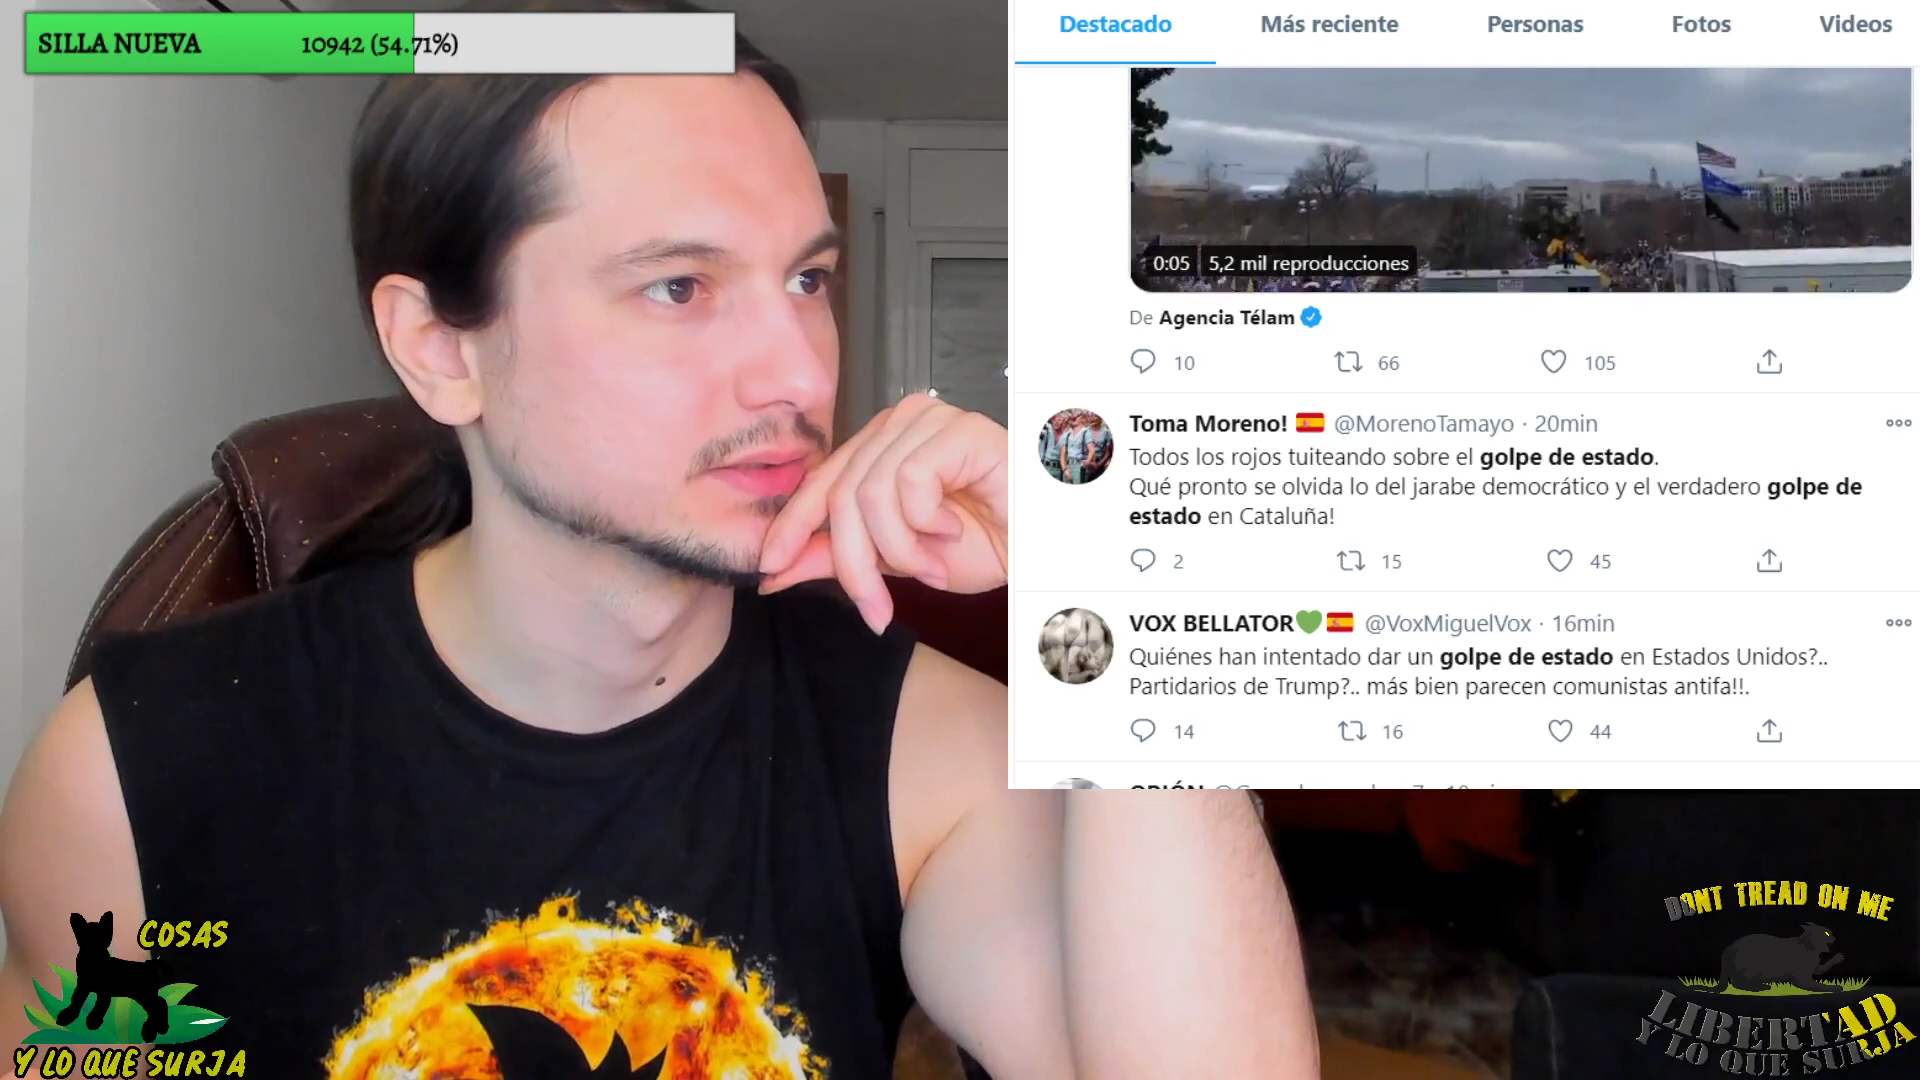 SILLA NUEVA 10942 (54.71%)
Destacado Más reciente Personas Fotos Videos
0:05 5,2 mil reproducciones
De Agencia Télam
10 66 105
Toma Moreno! @MorenoTamayo · 20min
Todos los rojos tuiteando sobre el golpe de estado.
Qué pronto se olvida lo del jarabe democrático y el verdadero golpe de
estado en Cataluña!
2 15 45
VOX BELLATOR @VoxMiguelVox · 16min
Quiénes han intentado dar un golpe de estado en Estados Unidos?..
Partidarios de Trump?.. más bien parecen comunistas antifa!!.
14 16 44
COSAS
Y LO QUE SURJA
DONT TREAD ON ME
LIBERTAD
Y LO QUE SURJA